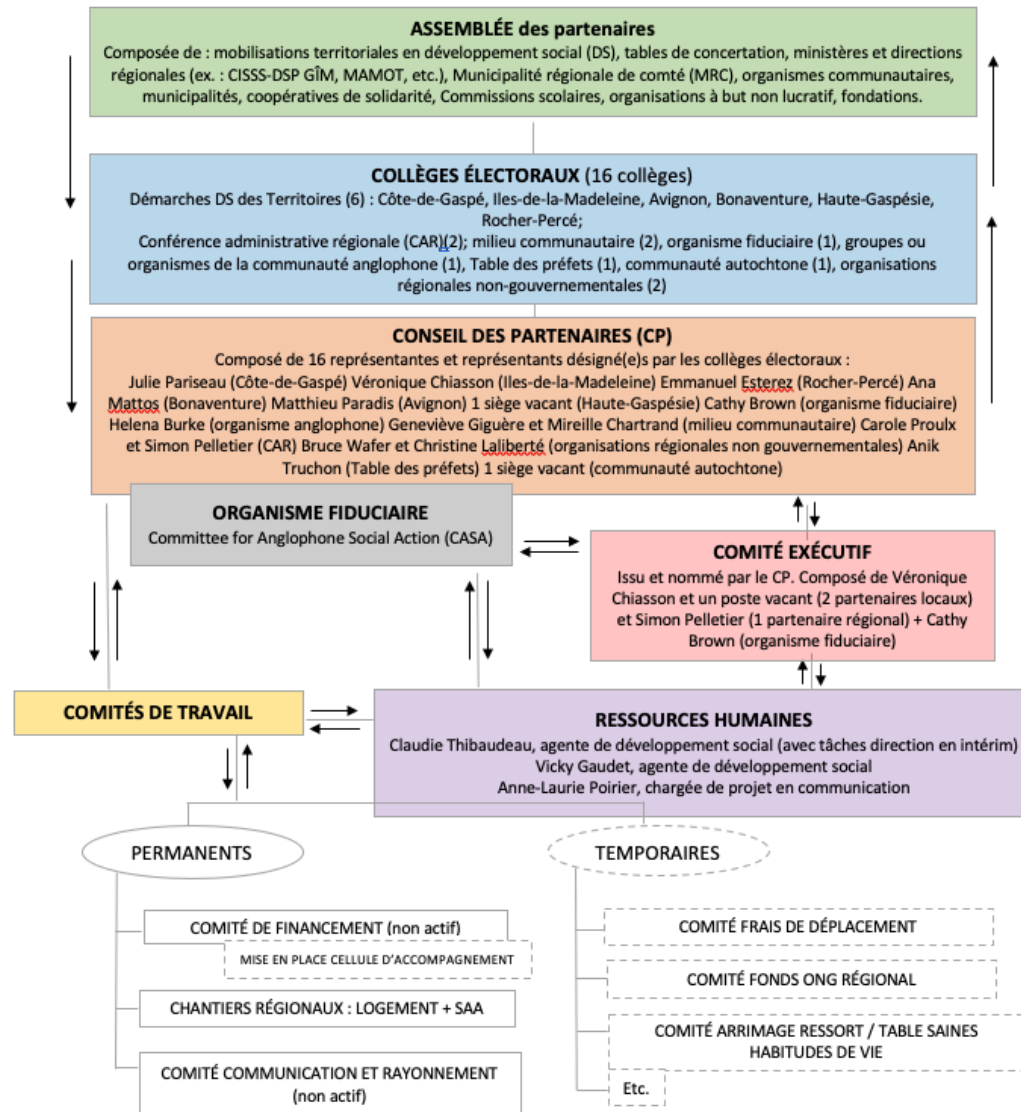 ASSEMBLÉE des partenaires
Composée de : mobilisations territoriales en développement social (DS), tables de concertation, ministères et directions
régionales (ex. : CISSS-DSP GÎM, MAMOT, etc.), Municipalité régionale de comté (MRC), organismes communautaires,
municipalités, coopératives de solidarité, Commissions scolaires, organisations à but non lucratif, fondations.
COLLÈGES ÉLECTORAUX (16 collèges)
Démarches DS des Territoires (6) : Côte-de-Gaspé, Iles-de-la-Madeleine, Avignon, Bonaventure, Haute-Gaspésie,
Rocher-Percé;
Conférence administrative régionale (CAR)(2); milieu communautaire (2), organisme fiduciaire (1), groupes ou
organismes de la communauté anglophone (1), Table des préfets (1), communauté autochtone (1), organisations
régionales non-gouvernementales (2)
CONSEIL DES PARTENAIRES (CP)
Composé de 16 représentantes et représentants désigné(e)s par les collèges électoraux :
Julie Pariseau (Côte-de-Gaspé) Véronique Chiasson (Iles-de-la-Madeleine) Emmanuel Esterez (Rocher-Percé) Ana
Mattos (Bonaventure) Matthieu Paradis (Avignon) 1 siège vacant (Haute-Gaspésie) Cathy Brown (organisme fiduciaire)
Helena Burke (organisme anglophone) Geneviève Giguère et Mireille Chartrand (milieu communautaire) Carole Proulx
et Simon Pelletier (CAR) Bruce Wafer et Christine Laliberté (organisations régionales non gouvernementales) Anik
Truchon (Table des préfets) 1 siège vacant (communauté autochtone)
ORGANISME FIDUCIAIRE
Committee for Anglophone Social Action (CASA)
COMITÉ EXÉCUTIF
Issu et nommé par le CP. Composé de Véronique
Chiasson et un poste vacant (2 partenaires locaux)
et Simon Pelletier (1 partenaire régional) + Cathy
Brown (organisme fiduciaire)
COMITÉS DE TRAVAIL
RESSOURCES HUMAINES
Claudie Thibaudeau, agente de développement social (avec tâches direction en intérim)
Vicky Gaudet, agente de développement social
Anne-Laurie Poirier, chargée de projet en communication
PERMANENTS
COMITÉ DE FINANCEMENT (non actif)
MISE EN PLACE CELLULE D'ACCOMPAGNEMENT
CHANTIERS RÉGIONAUX : LOGEMENT + SAA
COMITÉ COMMUNICATION ET RAYONNEMENT
(non actif)
TEMPORAIRES
COMITÉ FRAIS DE DÉPLACEMENT
COMITÉ FONDS ONG RÉGIONAL
COMITÉ ARRIMAGE RESSORT / TABLE SAINES
HABITUDES DE VIE
Etc.